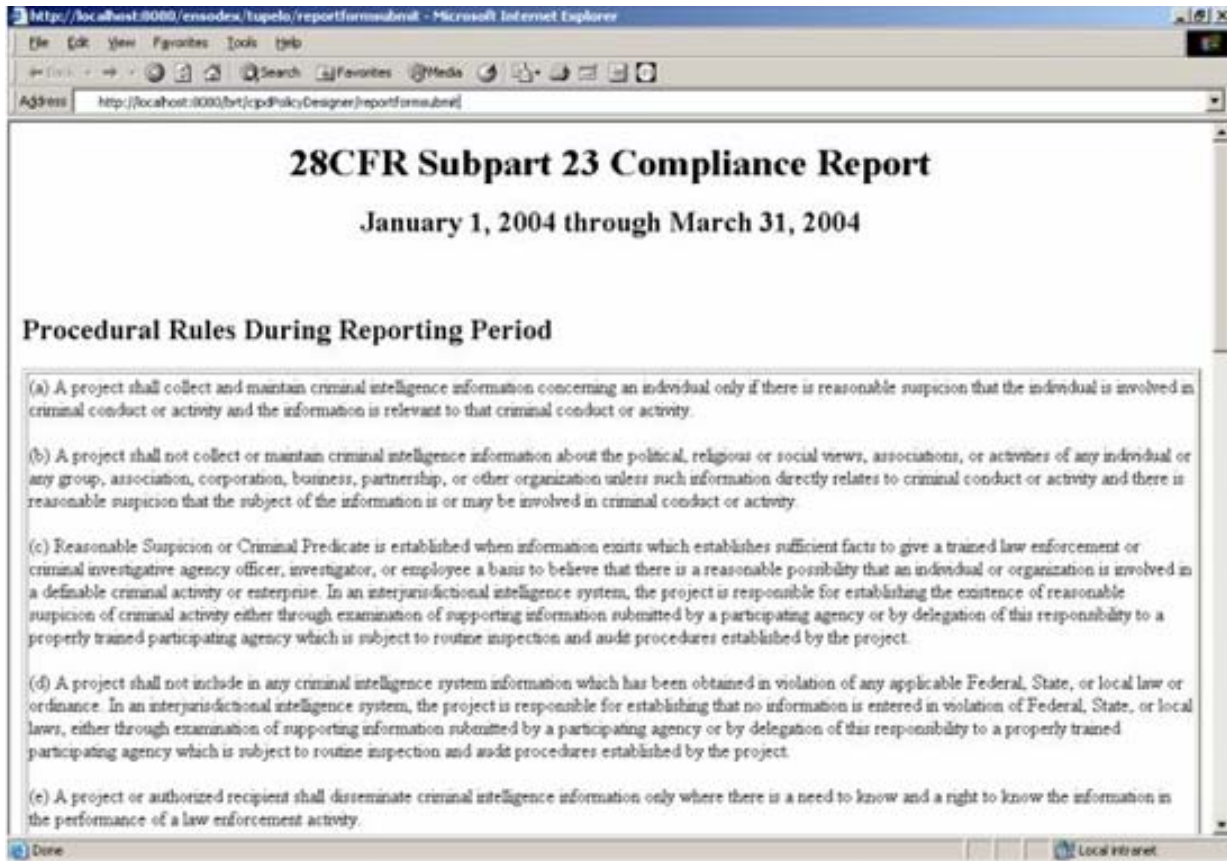 http://localhost:8080/ensodex/tupelo/reportformsubmit - Microsoft Internet Explorer
File Edit View Favorites Tools Help
Back Search Favorites Media
Address http://localhost:8080/brt/cjpdPolicyDesigner/reportformsubmit
28CFR Subpart 23 Compliance Report
January 1, 2004 through March 31, 2004
Procedural Rules During Reporting Period
(a) A project shall collect and maintain criminal intelligence information concerning an individual only if there is reasonable suspicion that the individual is involved in
criminal conduct or activity and the information is relevant to that criminal conduct or activity.
(b) A project shall not collect or maintain criminal intelligence information about the political, religious or social views, associations, or activities of any individual or
any group, association, corporation, business, partnership, or other organization unless such information directly relates to criminal conduct or activity and there is
reasonable suspicion that the subject of the information is or may be involved in criminal conduct or activity.
(c) Reasonable Suspicion or Criminal Predicate is established when information exists which establishes sufficient facts to give a trained law enforcement or
criminal investigative agency officer, investigator, or employee a basis to believe that there is a reasonable possibility that an individual or organization is involved in
a definable criminal activity or enterprise. In an interjurisdictional intelligence system, the project is responsible for establishing the existence of reasonable
suspicion of criminal activity either through examination of supporting information submitted by a participating agency or by delegation of this responsibility to a
properly trained participating agency which is subject to routine inspection and audit procedures established by the project.
(d) A project shall not include in any criminal intelligence system information which has been obtained in violation of any applicable Federal, State, or local law or
ordinance. In an interjurisdictional intelligence system, the project is responsible for establishing that no information is entered in violation of Federal, State, or local
laws, either through examination of supporting information submitted by a participating agency or by delegation of this responsibility to a properly trained
participating agency which is subject to routine inspection and audit procedures established by the project.
(e) A project or authorized recipient shall disseminate criminal intelligence information only where there is a need to know and a right to know the information in
the performance of a law enforcement activity.
Done Local intranet